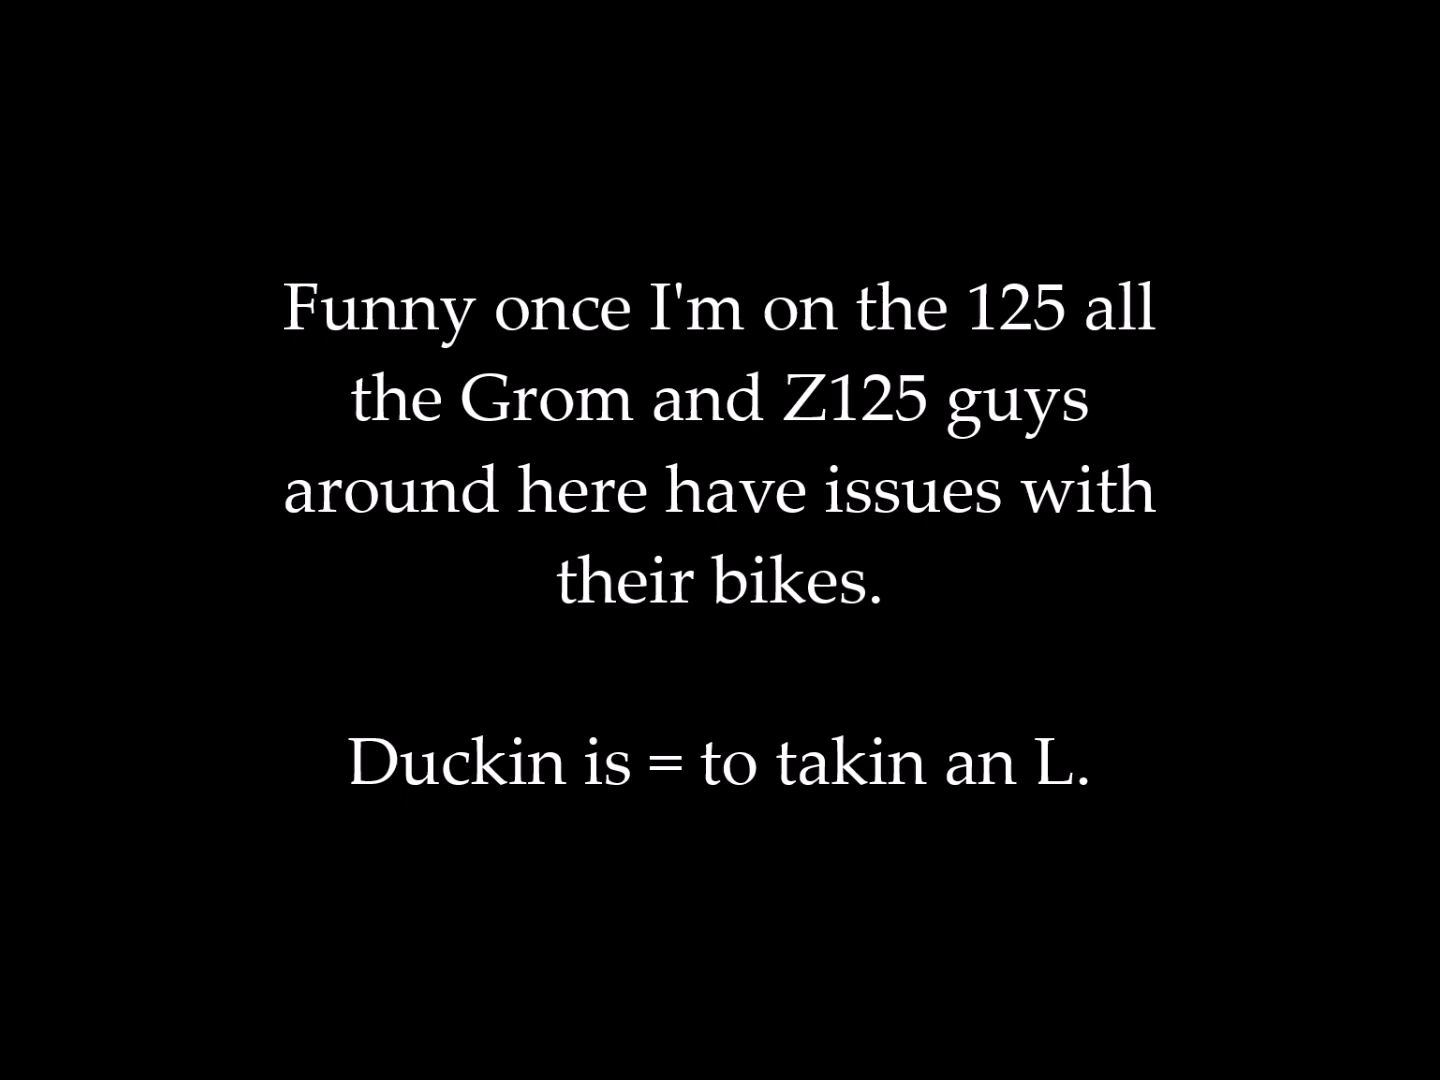 Funny once I'm on the 125 all
the Grom and Z125 guys
around here have issues with
their bikes.
Duckin is = to takin an L.